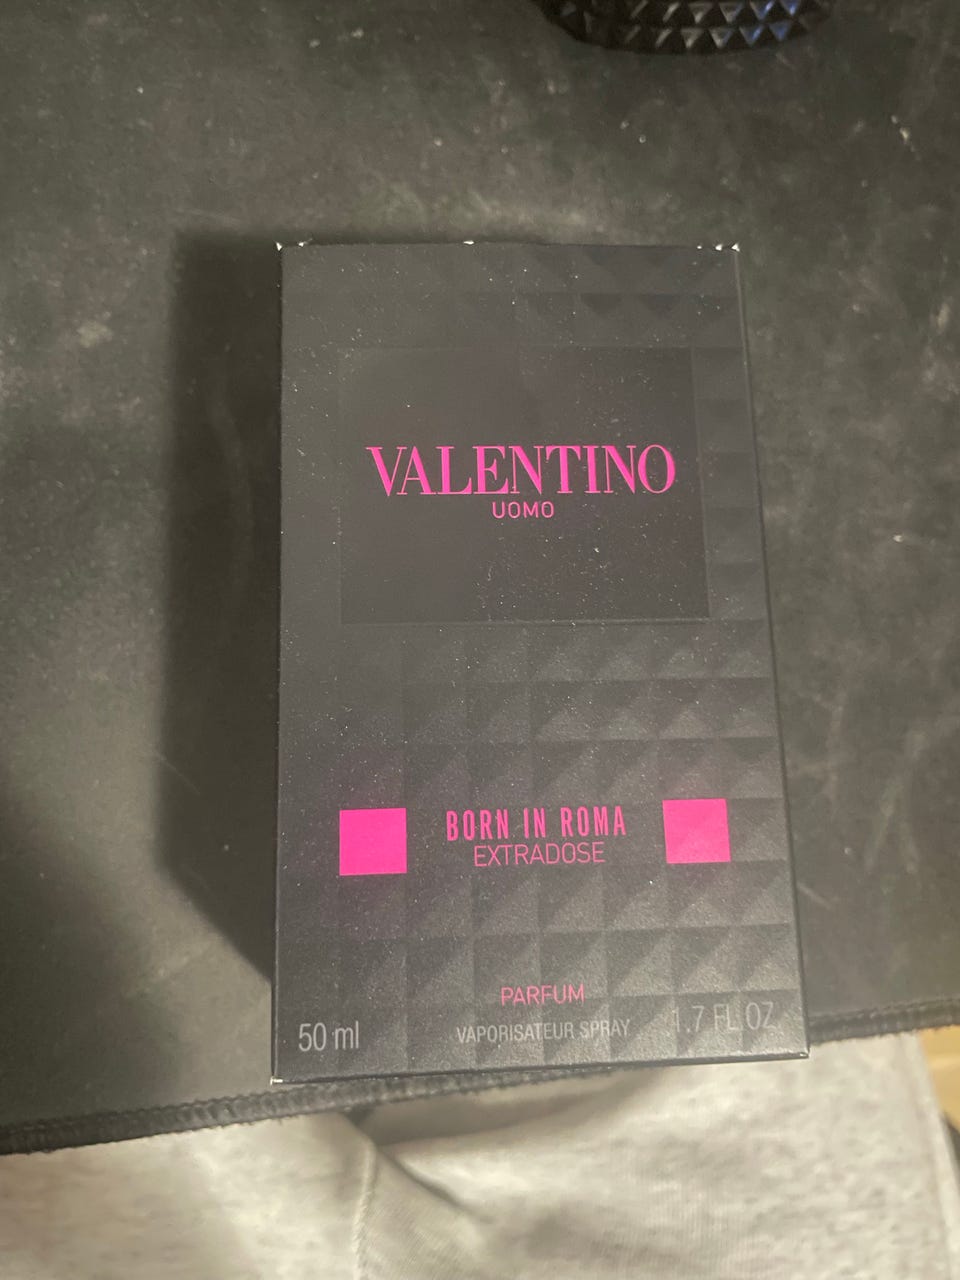 VALENTINO
UOMO
BORN IN ROMA
EXTRADOSE
PARFUM
50 ml VAPORISATEUR SPRAY 1.7 FL OZ